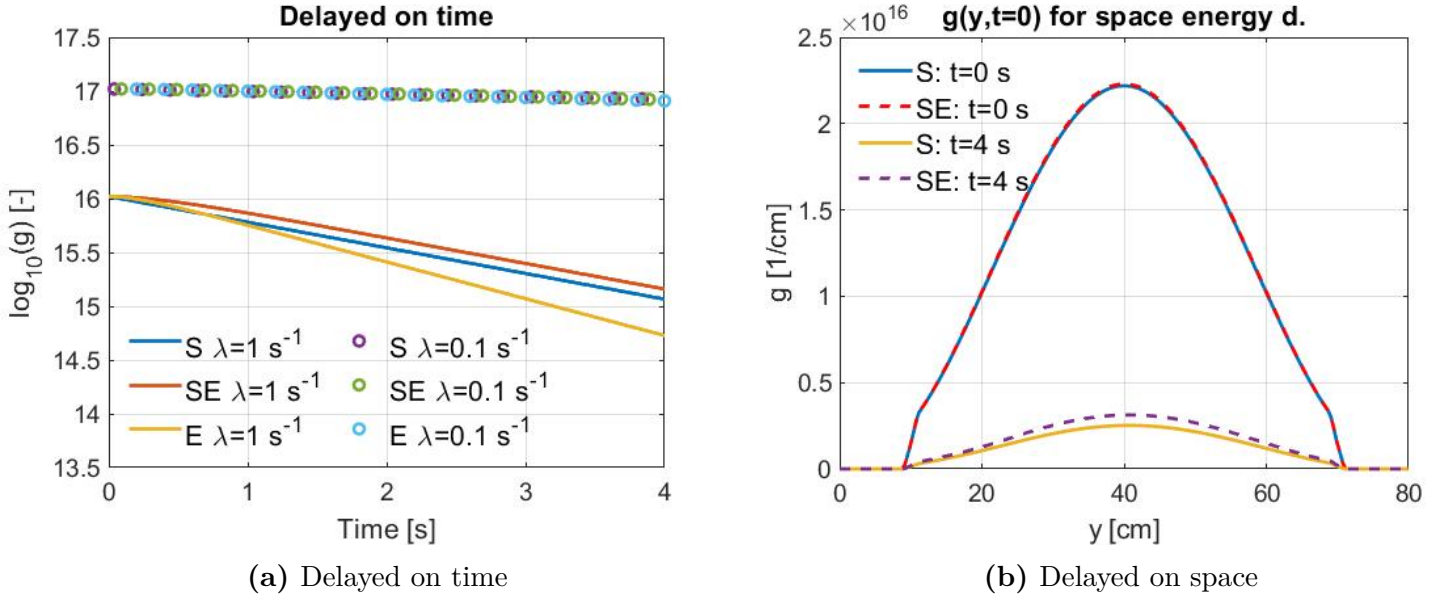 Delayed on time
17.5
17
16.5
16
15.5
15
14.5
14
13.5
log₁₀(g) [-]
S λ=1 s⁻¹
SE λ=1 s⁻¹
E λ=1 s⁻¹
S λ=0.1 s⁻¹
SE λ=0.1 s⁻¹
E λ=0.1 s⁻¹
0 1 2 3 4
Time [s]
(a) Delayed on time
×10¹⁶ g(y,t=0) for space energy d.
2.5
2
1.5
1
0.5
0
g [1/cm]
S: t=0 s
SE: t=0 s
S: t=4 s
SE: t=4 s
0 20 40 60 80
y [cm]
(b) Delayed on space